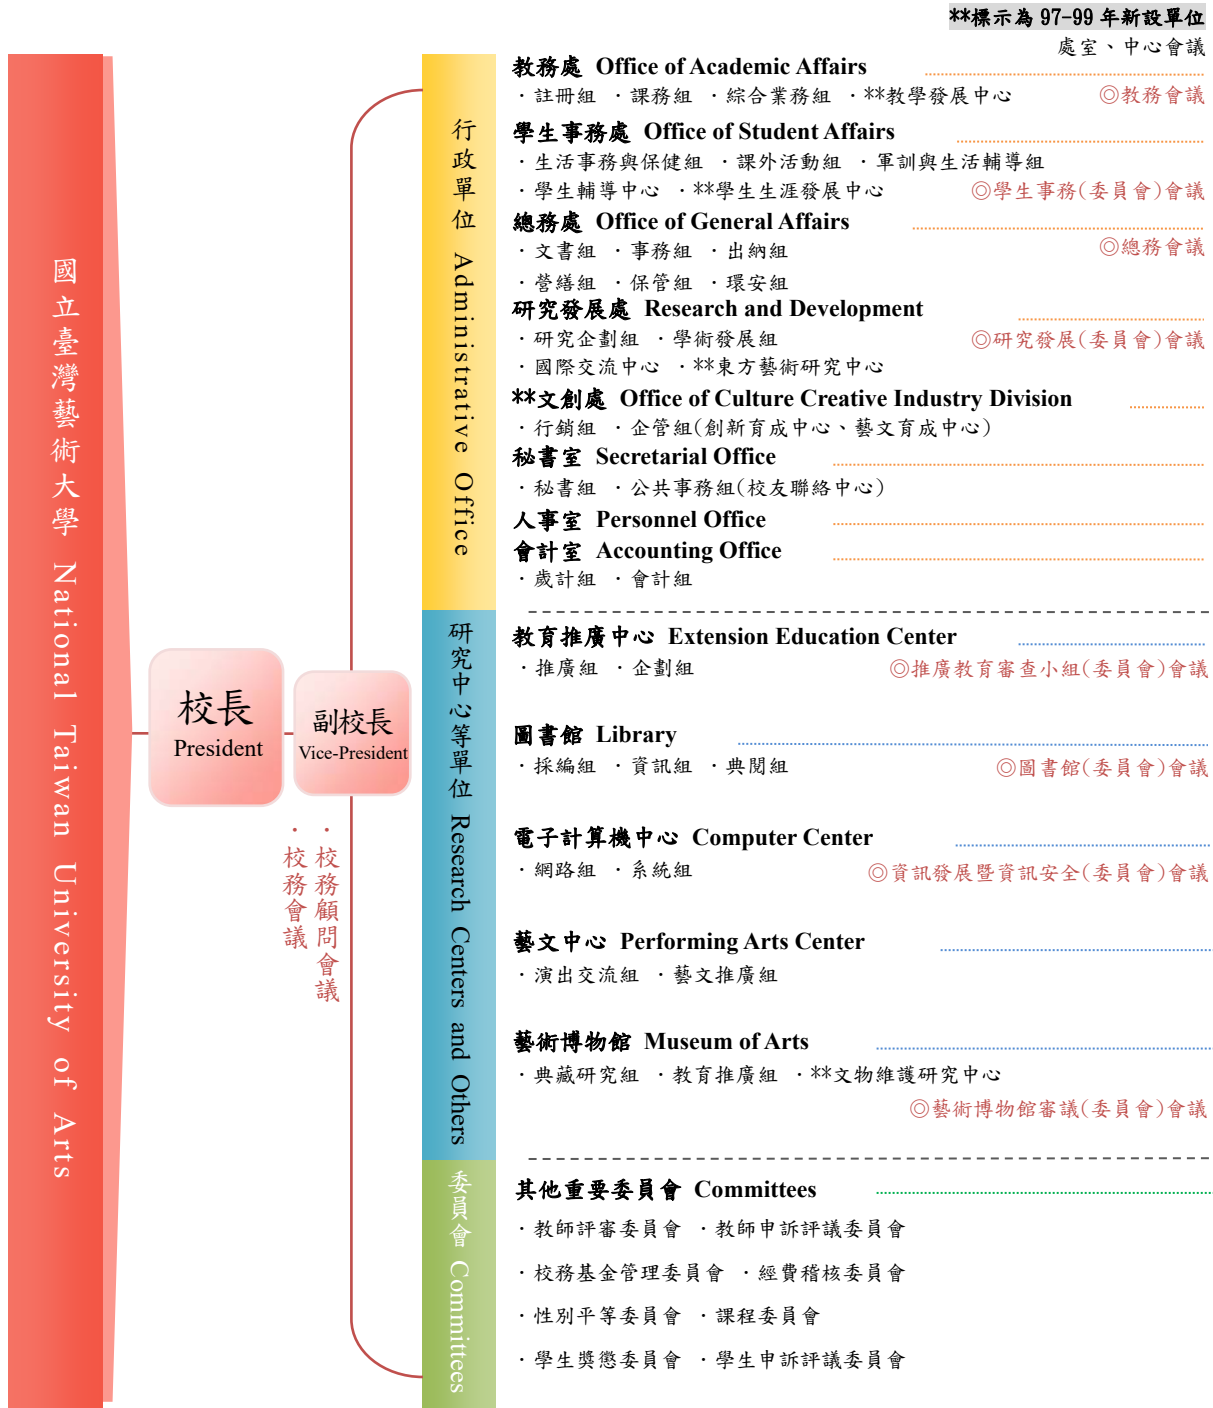 **標示為 97-99 年新設單位
處室、中心會議
國立臺灣藝術大學 National Taiwan University of Arts
校長
President
副校長
Vice-President
·校務顧問會議
·校務會議
行政單位 Administrative Office
教務處 Office of Academic Affairs
·註冊組 ·課務組 ·綜合業務組 ·**教學發展中心 ◎教務會議
學生事務處 Office of Student Affairs
·生活事務與保健組 ·課外活動組 ·軍訓與生活輔導組
·學生輔導中心 ·**學生生涯發展中心 ◎學生事務(委員會)會議
總務處 Office of General Affairs
·文書組 ·事務組 ·出納組 ◎總務會議
·營繕組 ·保管組 ·環安組
研究發展處 Research and Development
·研究企劃組 ·學術發展組 ◎研究發展(委員會)會議
·國際交流中心 ·**東方藝術研究中心
**文創處 Office of Culture Creative Industry Division
·行銷組 ·企管組(創新育成中心、藝文育成中心)
秘書室 Secretarial Office
·秘書組 ·公共事務組(校友聯絡中心)
人事室 Personnel Office
會計室 Accounting Office
·歲計組 ·會計組
研究中心等單位 Research Centers and Others
教育推廣中心 Extension Education Center
·推廣組 ·企劃組 ◎推廣教育審查小組(委員會)會議
圖書館 Library
·採編組 ·資訊組 ·典閱組 ◎圖書館(委員會)會議
電子計算機中心 Computer Center
·網路組 ·系統組 ◎資訊發展暨資訊安全(委員會)會議
藝文中心 Performing Arts Center
·演出交流組 ·藝文推廣組
藝術博物館 Museum of Arts
·典藏研究組 ·教育推廣組 ·**文物維護研究中心
◎藝術博物館審議(委員會)會議
委員會 Committees
其他重要委員會 Committees
·教師評審委員會 ·教師申訴評議委員會
·校務基金管理委員會 ·經費稽核委員會
·性別平等委員會 ·課程委員會
·學生獎懲委員會 ·學生申訴評議委員會